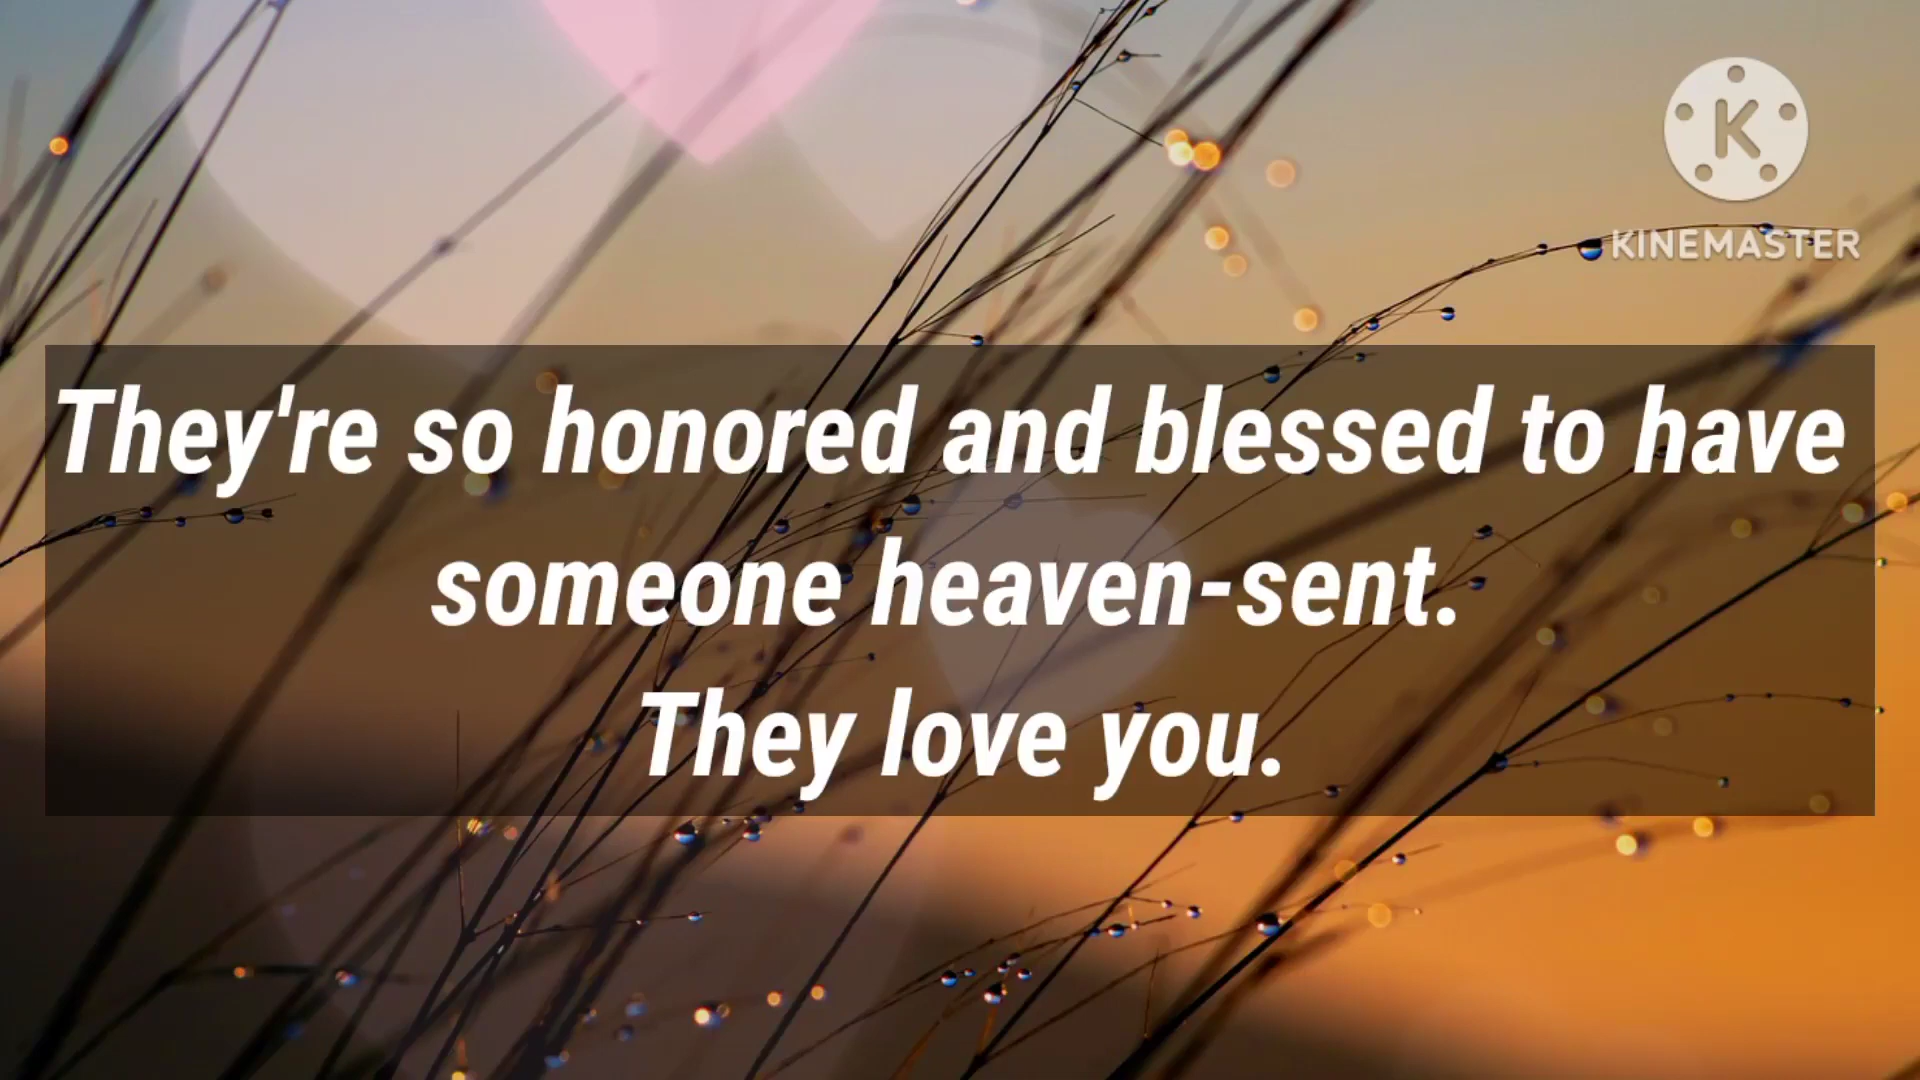 K
KINEMASTER
They're so honored and blessed to have
someone heaven-sent.
They love you.